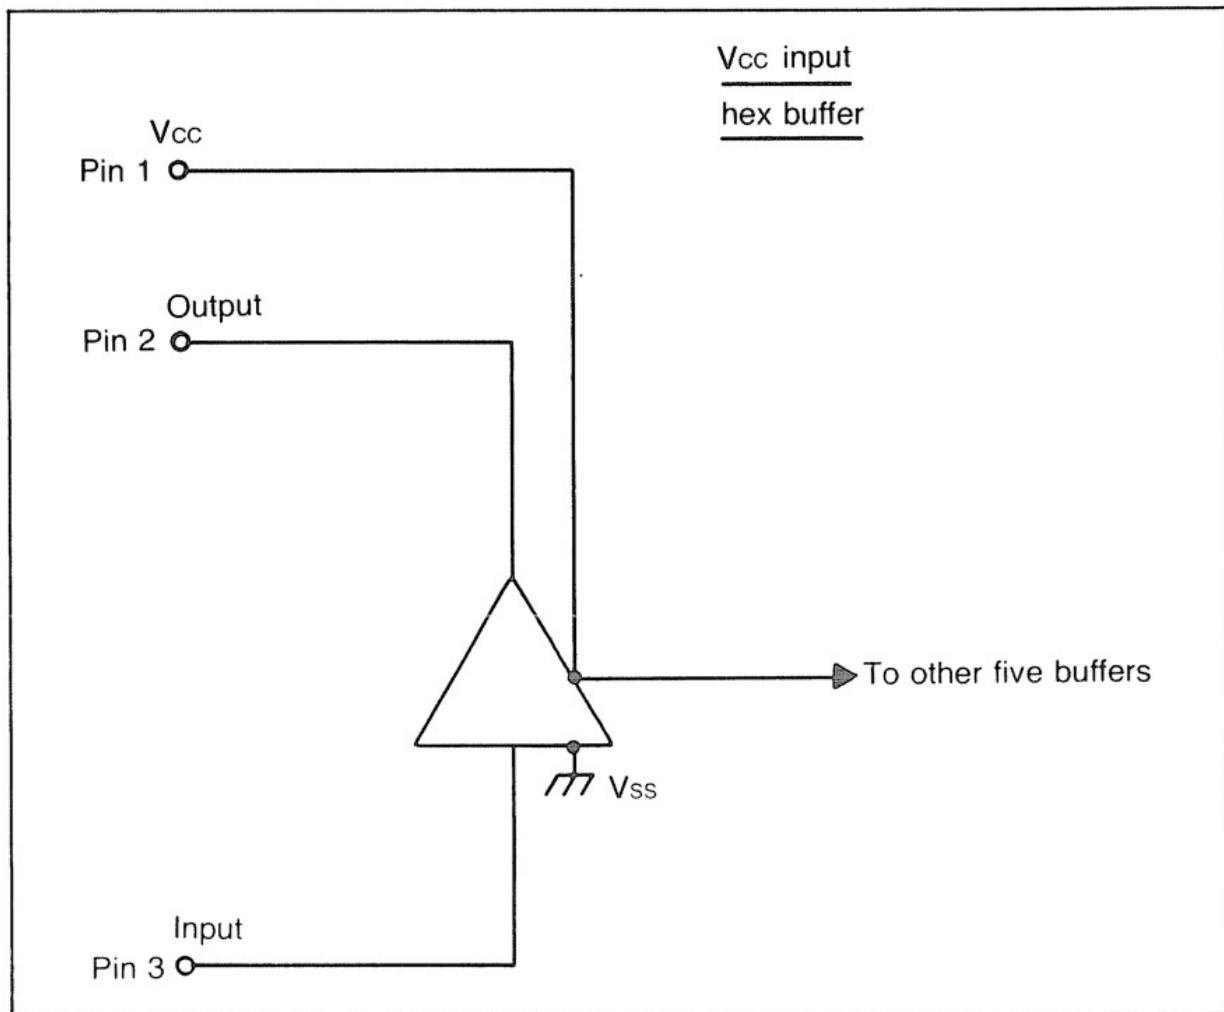 Vcc input
hex buffer
Vcc
Pin 1
Output
Pin 2
To other five buffers
Vss
Input
Pin 3